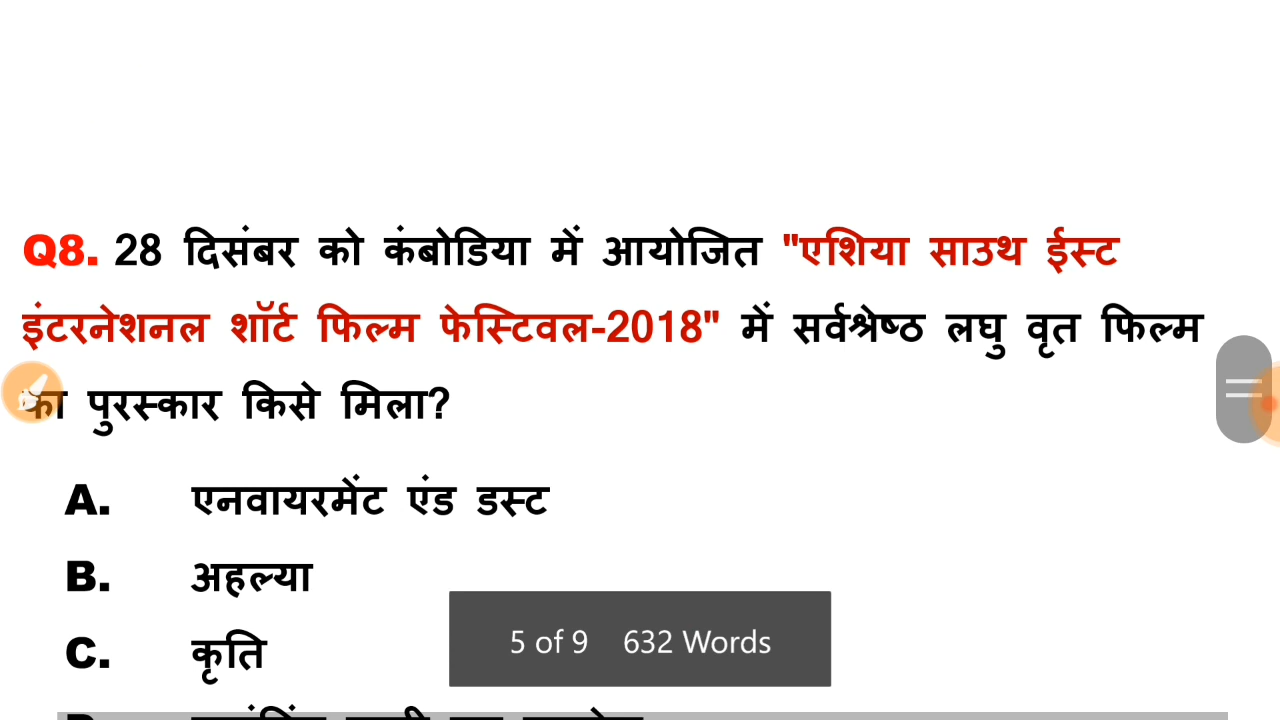 Q8. 28 दिसंबर को कंबोडिया में आयोजित "एशिया साउथ ईस्ट
इंटरनेशनल शॉर्ट फिल्म फेस्टिवल-2018" में सर्वश्रेष्ठ लघु वृत फिल्म
का पुरस्कार किसे मिला?
A. एनवायरमेंट एंड डस्ट
B. अहल्या
C. कृति
5 of 9 632 Words